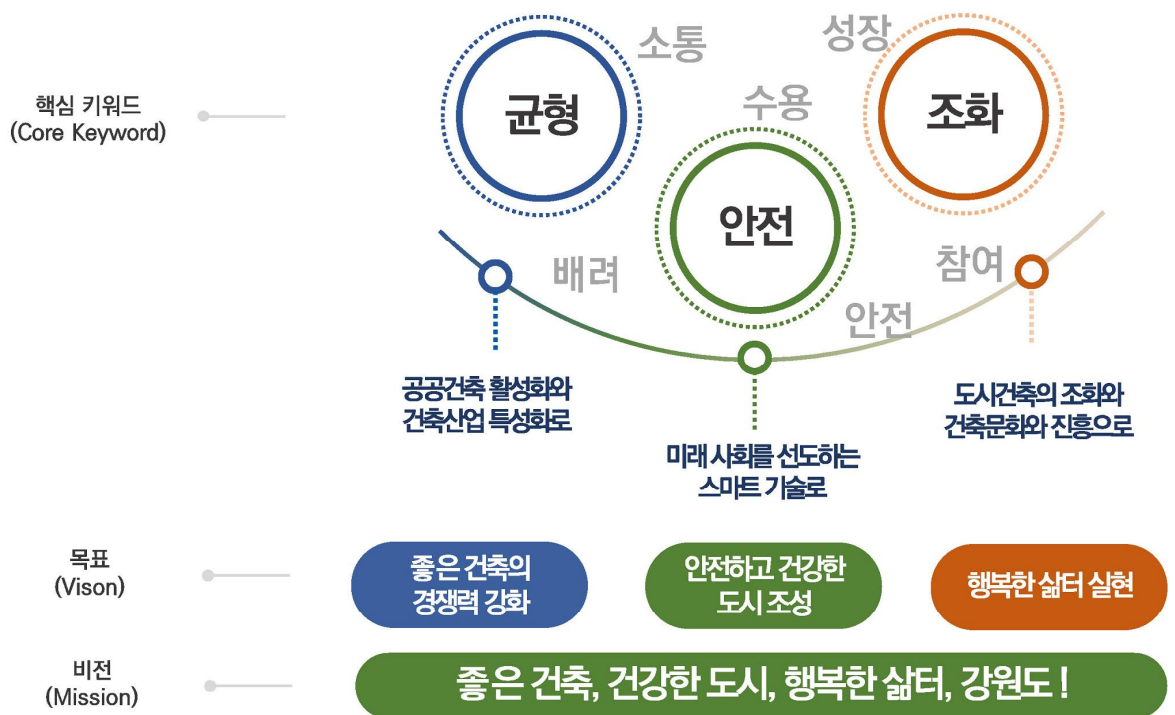 핵심 키워드
(Core Keyword)
균형
소통
수용
성장
조화
안전
배려
참여
안전
공공건축 활성화와
건축산업 특성화로
미래 사회를 선도하는
스마트 기술로
도시건축의 조화와
건축문화와 진흥으로
목표
(Vison)
좋은 건축의
경쟁력 강화
안전하고 건강한
도시 조성
행복한 삶터 실현
비전
(Mission)
좋은 건축, 건강한 도시, 행복한 삶터, 강원도 !